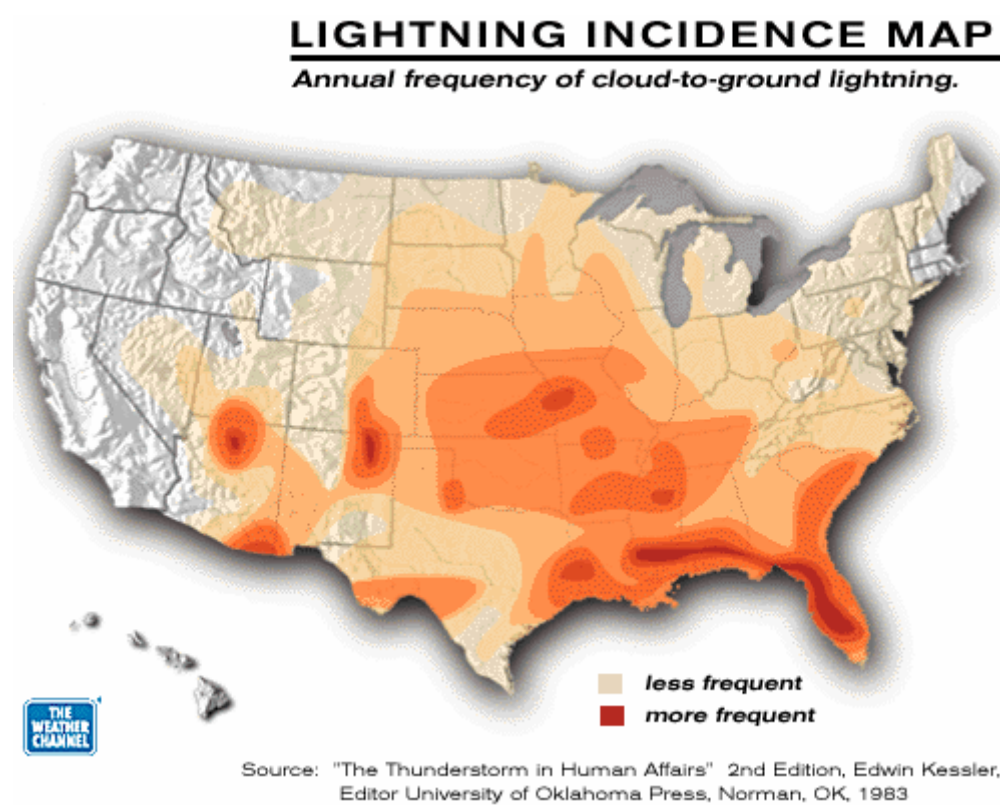 LIGHTNING INCIDENCE MAP
Annual frequency of cloud-to-ground lightning.
less frequent
more frequent
THE
WEATHER
CHANNEL
Source: "The Thunderstorm in Human Affairs" 2nd Edition, Edwin Kessler,
Editor University of Oklahoma Press, Norman, OK, 1983